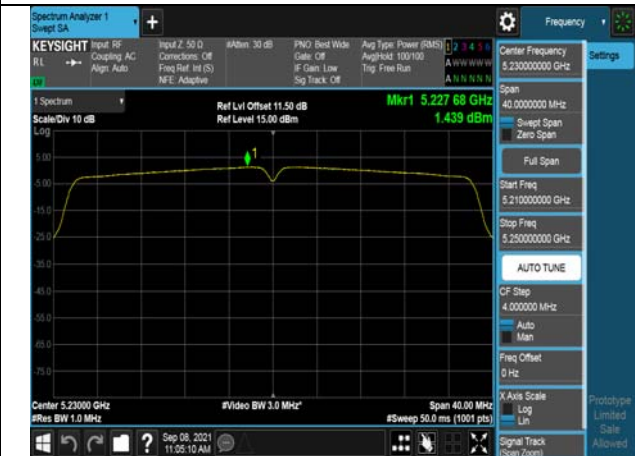 Spectrum Analyzer 1
Swept SA
Frequency
KEYSIGHT
RL
Input: RF
Coupling: AC
Align: Auto
Input Z: 50 Ω
Corrections: Off
Freq Ref: Int (S)
NFE: Adaptive
#Atten: 30 dB
PNO: Best Wide
Gate: Off
IF Gain: Low
Sig Track: Off
Avg Type: Power (RMS)
Avg|Hold: 100/100
Trig: Free Run
1 2 3 4 5 6
A W W W W W
A N N N N N
1 Spectrum
Scale/Div 10 dB
Log
Ref Lvl Offset 11.50 dB
Ref Level 15.00 dBm
Mkr1 5.227 68 GHz
1.439 dBm
1
5.00
-5.00
-15.0
-25.0
-35.0
-45.0
-55.0
-65.0
-75.0
Center 5.23000 GHz
#Res BW 1.0 MHz
#Video BW 3.0 MHz*
Span 40.00 MHz
#Sweep 50.0 ms (1001 pts)
Sep 08, 2021
11:05:10 AM
Center Frequency
5.230000000 GHz
Settings
Span
40.0000000 MHz
Swept Span
Zero Span
Full Span
Start Freq
5.210000000 GHz
Stop Freq
5.250000000 GHz
AUTO TUNE
CF Step
4.000000 MHz
Auto
Man
Freq Offset
0 Hz
X Axis Scale
Log
Lin
Signal Track
(Span Zoom)
Prototype
Limited
Sale
Allowed